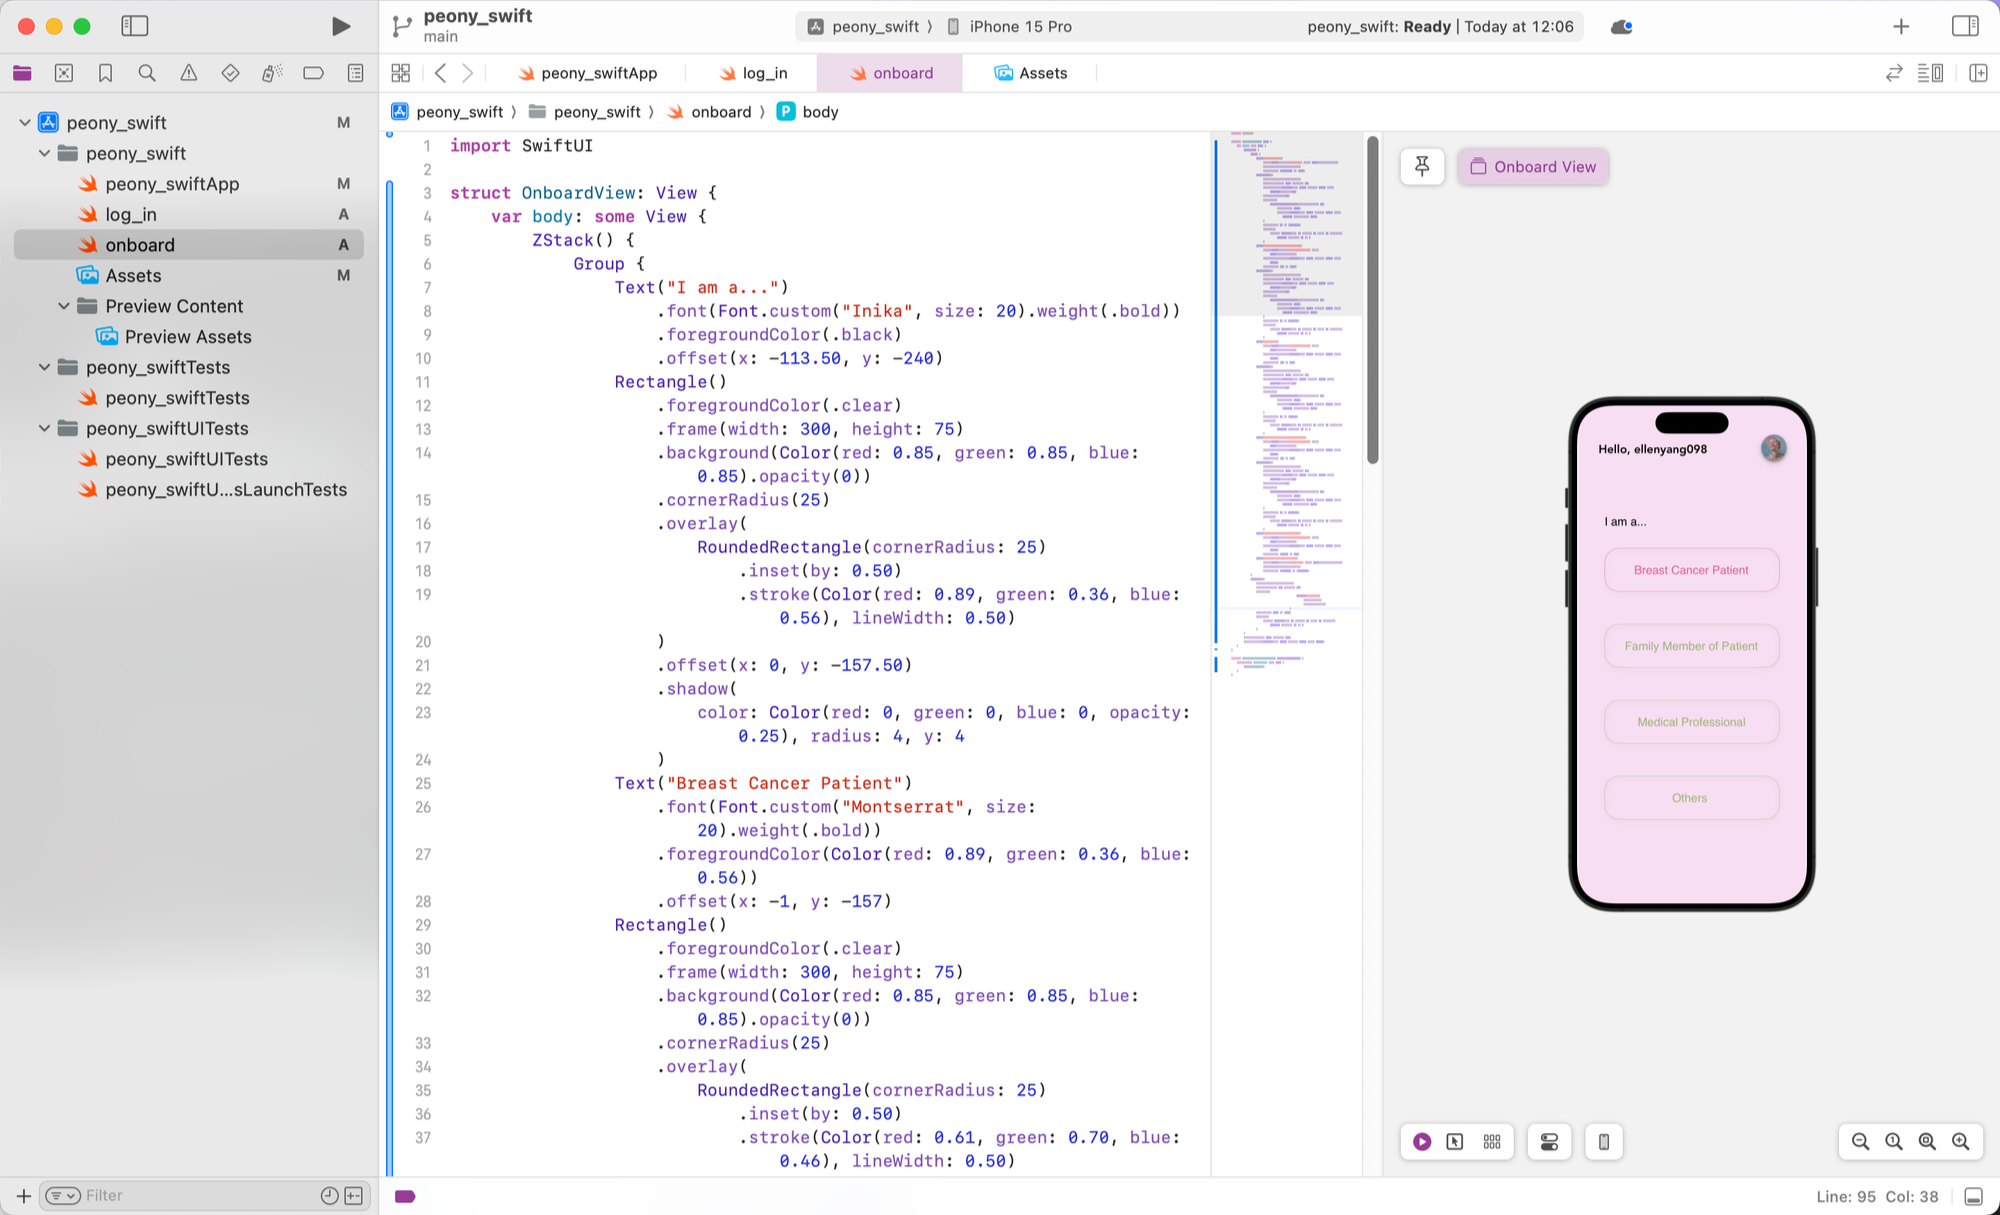 peony_swift
main
peony_swift 〉 iPhone 15 Pro
peony_swift: Ready | Today at 12:06
peony_swiftApp
log_in
onboard
Assets
peony_swift 〉 peony_swift 〉 onboard 〉 P body
peony_swift M
peony_swift
peony_swiftApp M
log_in A
onboard A
Assets M
Preview Content
Preview Assets
peony_swiftTests
peony_swiftTests
peony_swiftUITests
peony_swiftUITests
peony_swiftU...sLaunchTests
Filter
1 import SwiftUI
2
3 struct OnboardView: View {
4 var body: some View {
5 ZStack() {
6 Group {
7 Text("I am a...")
8 .font(Font.custom("Inika", size: 20).weight(.bold))
9 .foregroundColor(.black)
10 .offset(x: -113.50, y: -240)
11 Rectangle()
12 .foregroundColor(.clear)
13 .frame(width: 300, height: 75)
14 .background(Color(red: 0.85, green: 0.85, blue:
0.85).opacity(0))
15 .cornerRadius(25)
16 .overlay(
17 RoundedRectangle(cornerRadius: 25)
18 .inset(by: 0.50)
19 .stroke(Color(red: 0.89, green: 0.36, blue:
0.56), lineWidth: 0.50)
20 )
21 .offset(x: 0, y: -157.50)
22 .shadow(
23 color: Color(red: 0, green: 0, blue: 0, opacity:
0.25), radius: 4, y: 4
24 )
25 Text("Breast Cancer Patient")
26 .font(Font.custom("Montserrat", size:
20).weight(.bold))
27 .foregroundColor(Color(red: 0.89, green: 0.36, blue:
0.56))
28 .offset(x: -1, y: -157)
29 Rectangle()
30 .foregroundColor(.clear)
31 .frame(width: 300, height: 75)
32 .background(Color(red: 0.85, green: 0.85, blue:
0.85).opacity(0))
33 .cornerRadius(25)
34 .overlay(
35 RoundedRectangle(cornerRadius: 25)
36 .inset(by: 0.50)
37 .stroke(Color(red: 0.61, green: 0.70, blue:
0.46), lineWidth: 0.50)
Onboard View
Hello, ellenyang098
I am a...
Breast Cancer Patient
Family Member of Patient
Medical Professional
Others
Line: 95 Col: 38